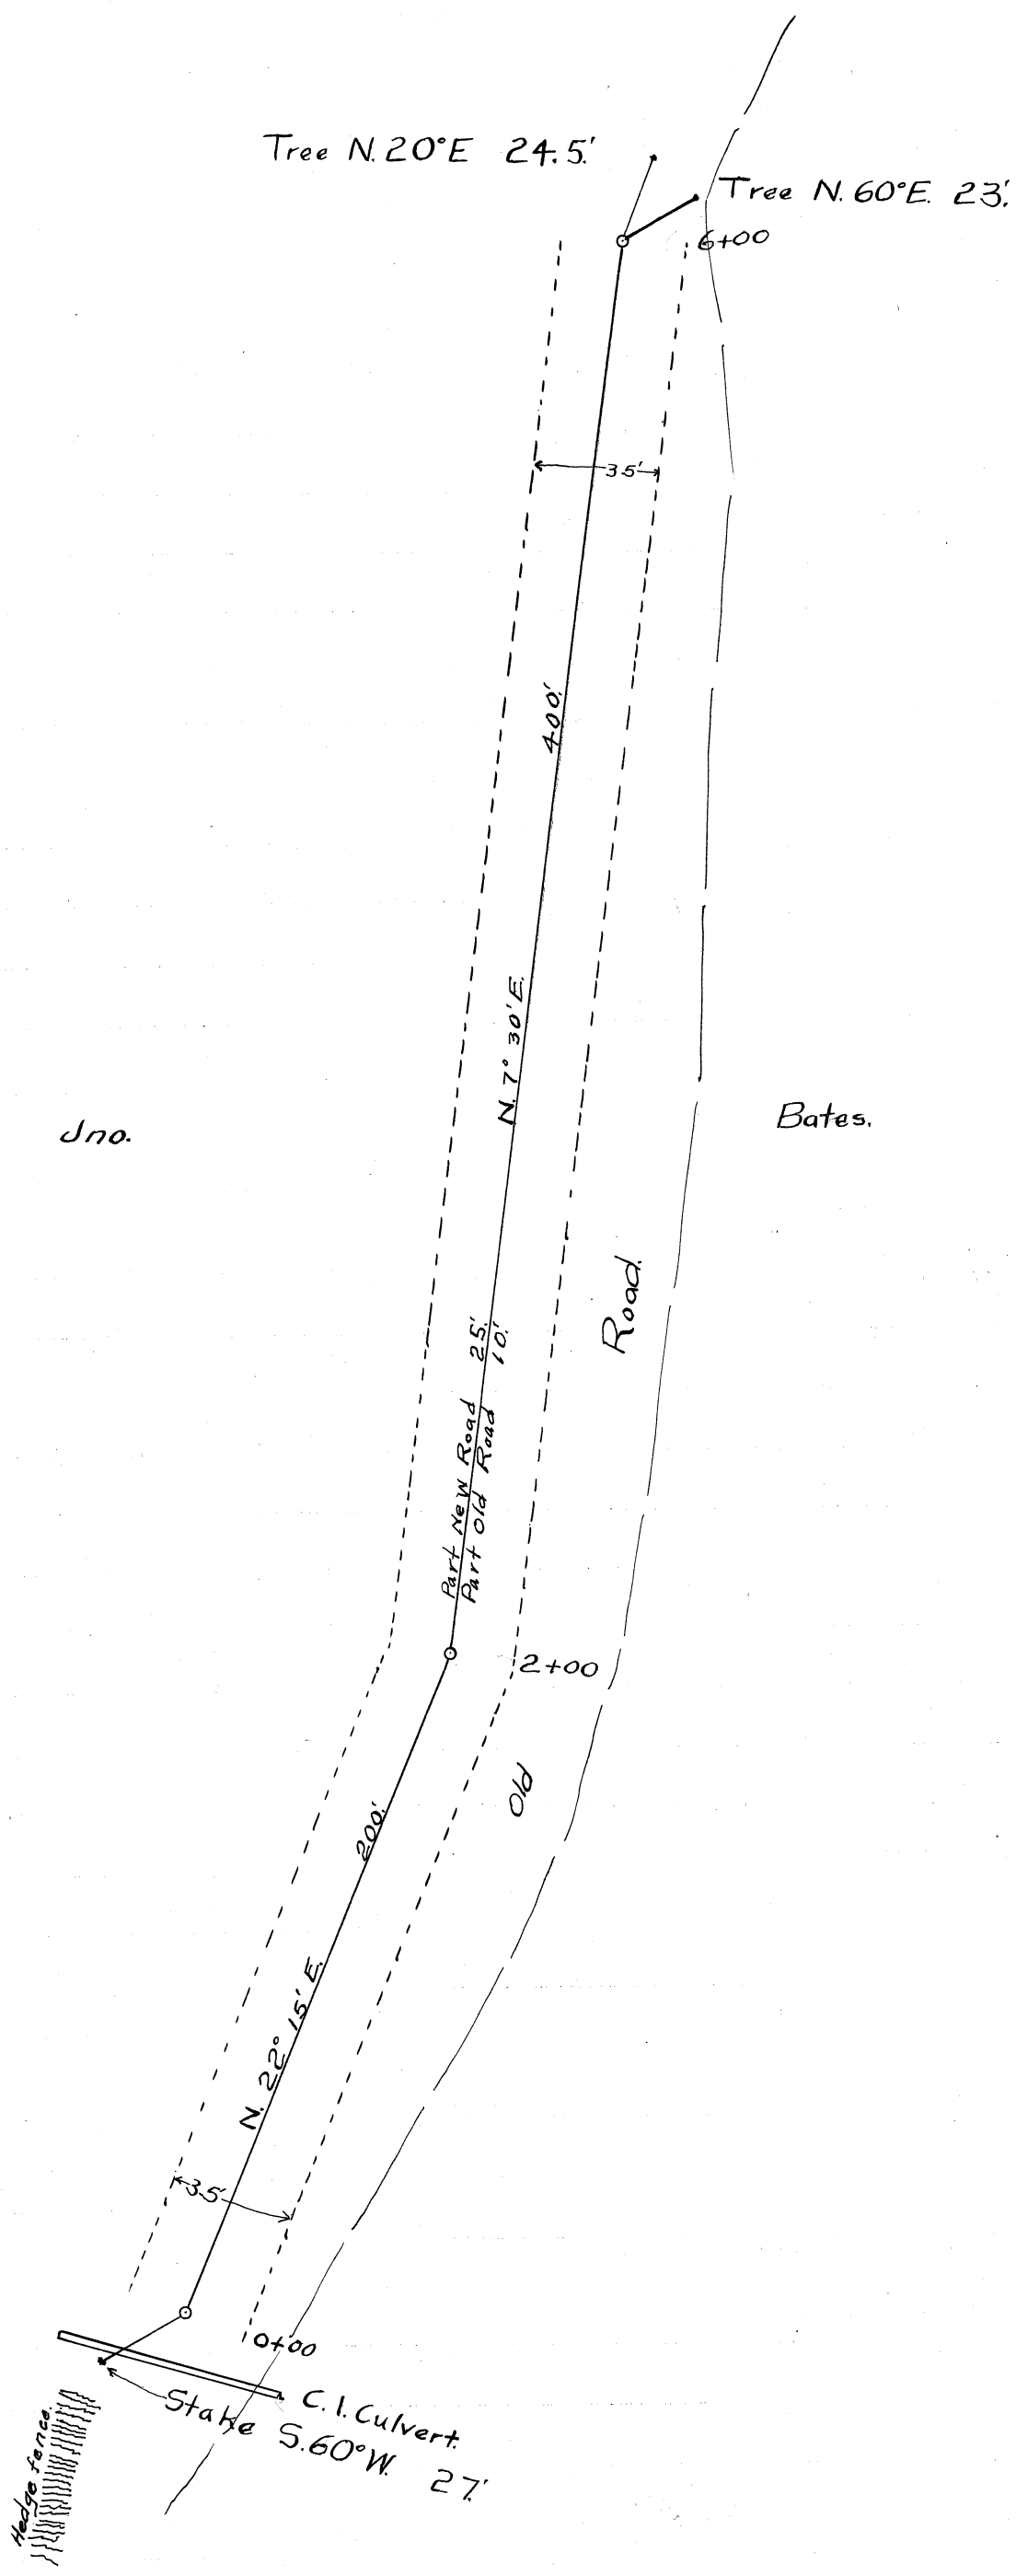 Tree N. 20°E 24.5'.
Tree N. 60°E. 23'.
6+00
35'
400'.
N. 7° 30' E.
Jno.
Bates.
Road.
25'.
10'.
Part New Road
Part Old Road
2+00
Old
200'.
N. 22° 15' E.
35'
0+00
C. I. Culvert.
Stake S. 60° W. 27'.
Hedge fence.